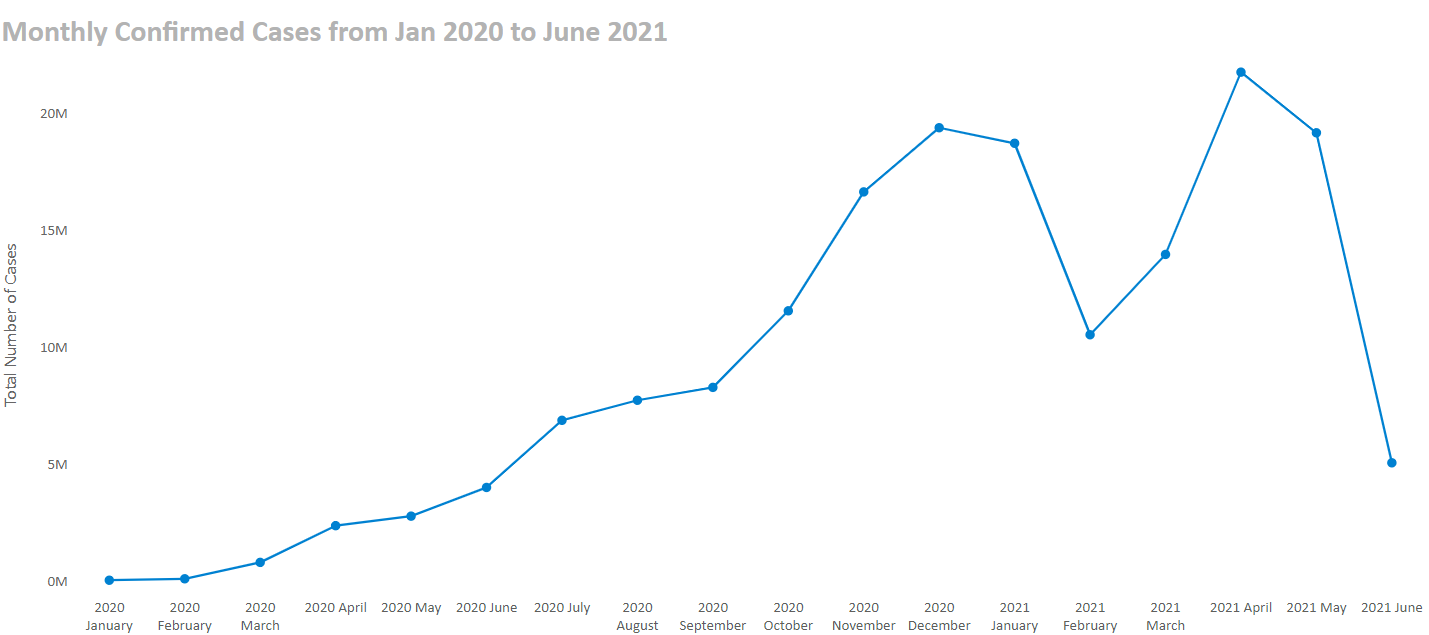 Monthly Confirmed Cases from Jan 2020 to June 2021
Total Number of Cases
20M
15M
10M
5M
0M
2020 January
2020 February
2020 March
2020 April
2020 May
2020 June
2020 July
2020 August
2020 September
2020 October
2020 November
2020 December
2021 January
2021 February
2021 March
2021 April
2021 May
2021 June